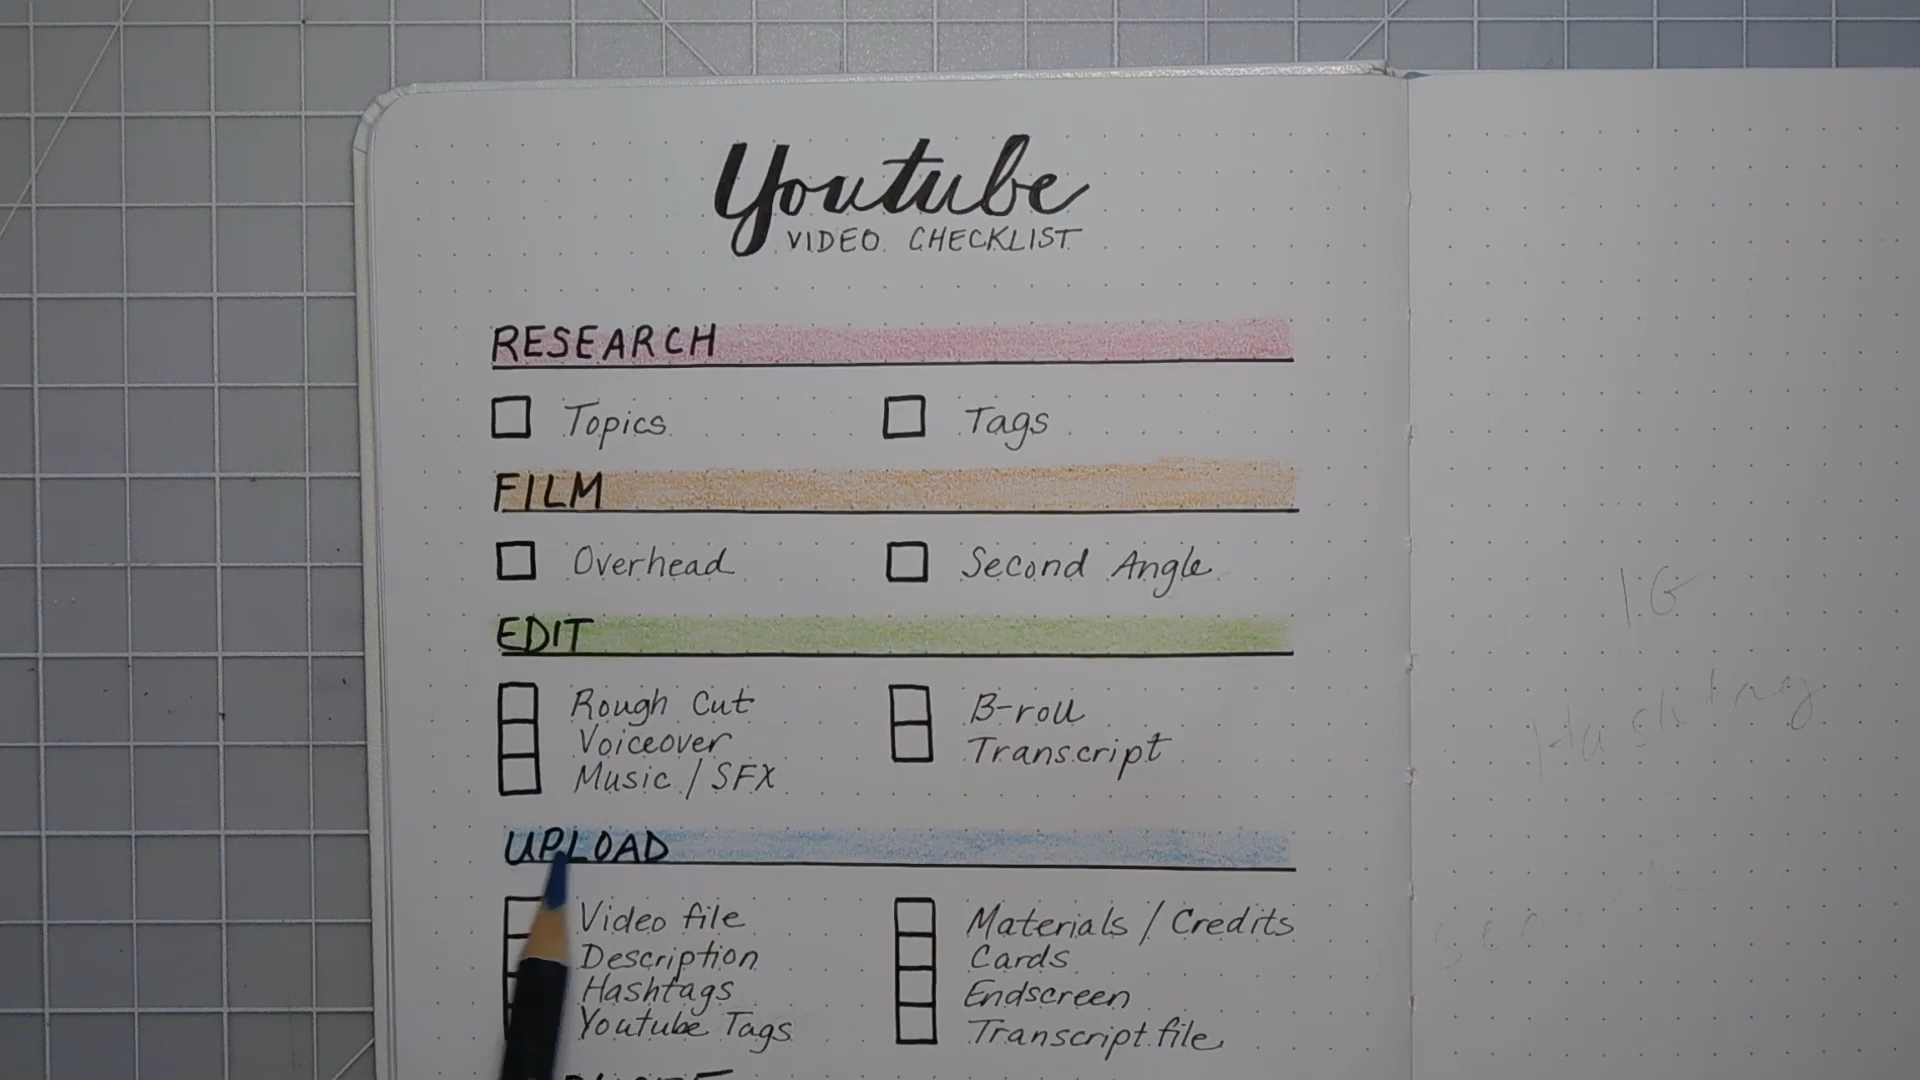 Youtube
VIDEO CHECKLIST
RESEARCH
Topics
Tags
FILM
Overhead
Second Angle
EDIT
Rough Cut
Voiceover
Music / SFX
B-roll
Transcript
UPLOAD
Video file
Description
Hashtags
Youtube Tags
Materials / Credits
Cards
Endscreen
Transcript file
IG
Hashtag